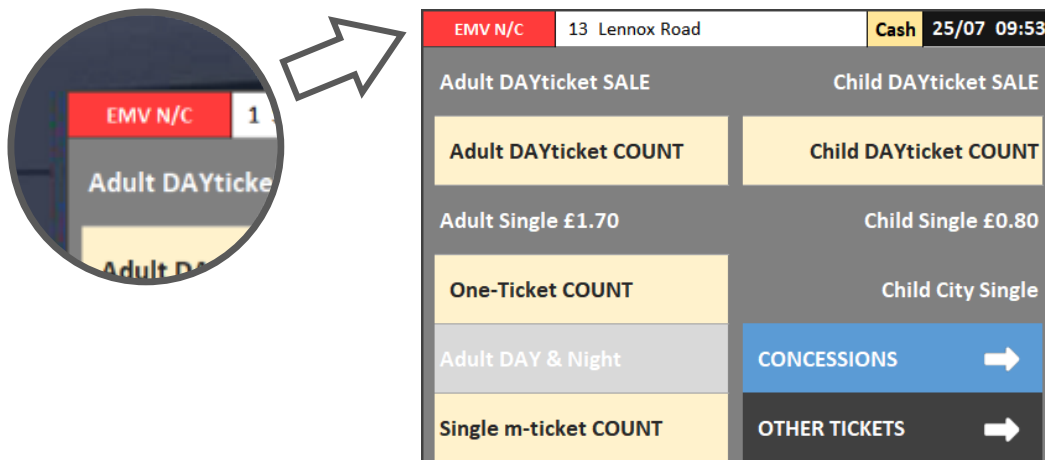 EMV N/C 1
Adult DAYticke
Adult DA
EMV N/C 13 Lennox Road Cash 25/07 09:53
Adult DAYticket SALE Child DAYticket SALE
Adult DAYticket COUNT Child DAYticket COUNT
Adult Single £1.70 Child Single £0.80
One-Ticket COUNT Child City Single
Adult DAY & Night CONCESSIONS
Single m-ticket COUNT OTHER TICKETS